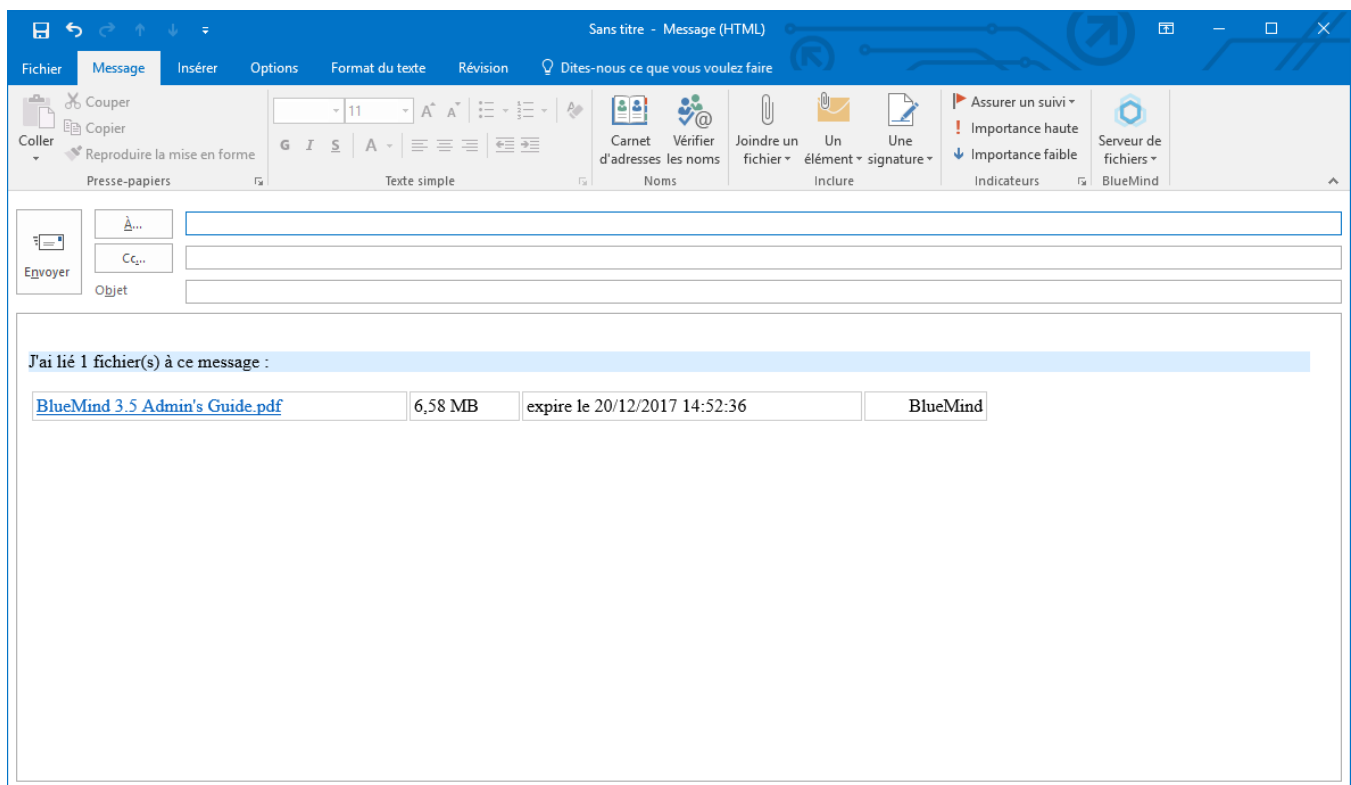 Sans titre - Message (HTML)
Fichier Message Insérer Options Format du texte Révision Dites-nous ce que vous voulez faire
Coller
Couper
Copier
Reproduire la mise en forme
Presse-papiers
11 A A
G I S A
Texte simple
Carnet d'adresses
Vérifier les noms
Noms
Joindre un fichier
Un élément
Une signature
Inclure
Assurer un suivi
! Importance haute
Importance faible
Indicateurs
Serveur de fichiers
BlueMind
Envoyer
À...
Cc...
Objet
J'ai lié 1 fichier(s) à ce message :
BlueMind 3.5 Admin's Guide.pdf 6,58 MB expire le 20/12/2017 14:52:36 BlueMind